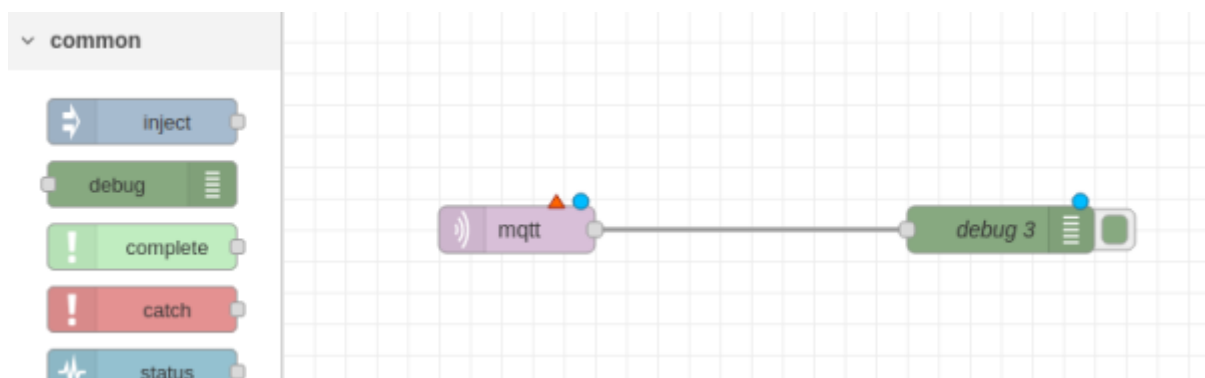 common
inject
debug
complete
catch
status
mqtt
debug 3